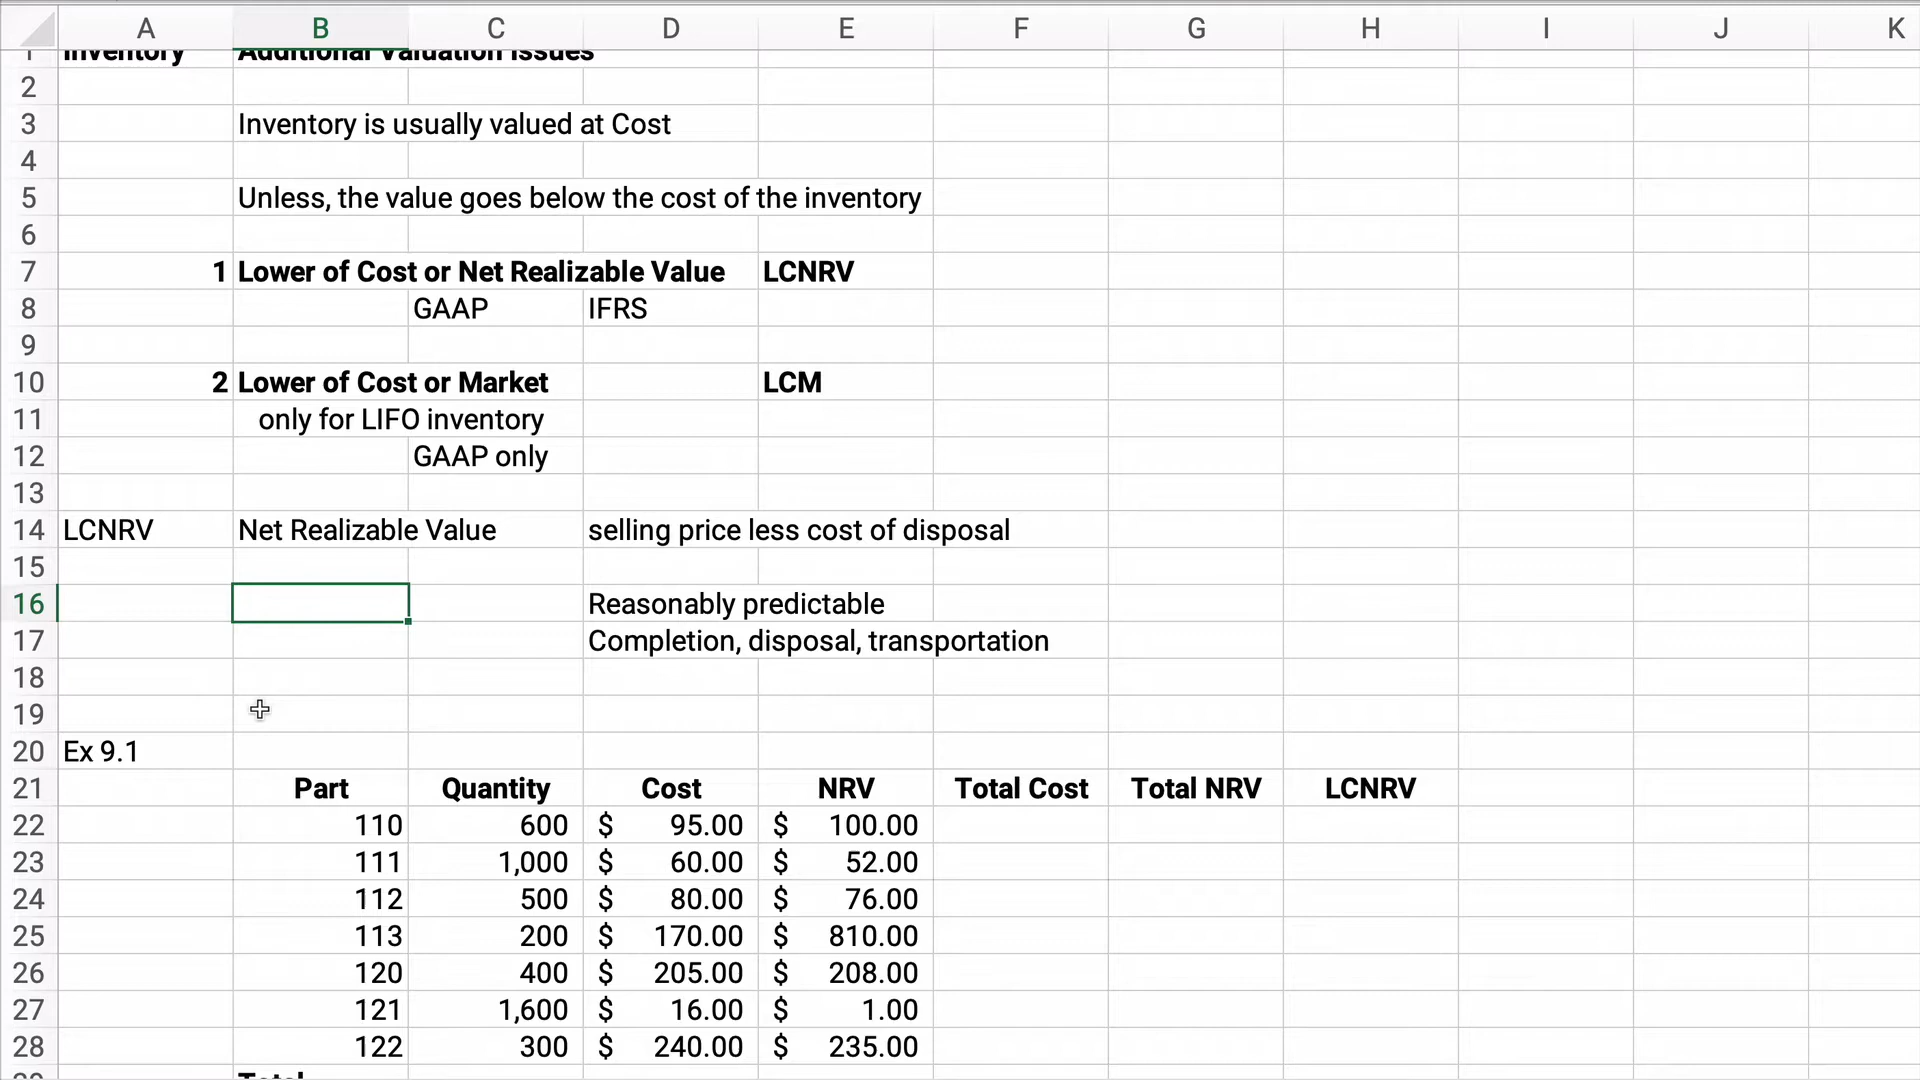 A B C D E F G H I J K
1 Inventory Additional Valuation Issues
2
3 Inventory is usually valued at Cost
4
5 Unless, the value goes below the cost of the inventory
6
7 1 Lower of Cost or Net Realizable Value LCNRV
8 GAAP IFRS
9
10 2 Lower of Cost or Market LCM
11 only for LIFO inventory
12 GAAP only
13
14 LCNRV Net Realizable Value selling price less cost of disposal
15
16 Reasonably predictable
17 Completion, disposal, transportation
18
19
20 Ex 9.1
21 Part Quantity Cost NRV Total Cost Total NRV LCNRV
22 110 600 $ 95.00 $ 100.00
23 111 1,000 $ 60.00 $ 52.00
24 112 500 $ 80.00 $ 76.00
25 113 200 $ 170.00 $ 810.00
26 120 400 $ 205.00 $ 208.00
27 121 1,600 $ 16.00 $ 1.00
28 122 300 $ 240.00 $ 235.00
29 Total